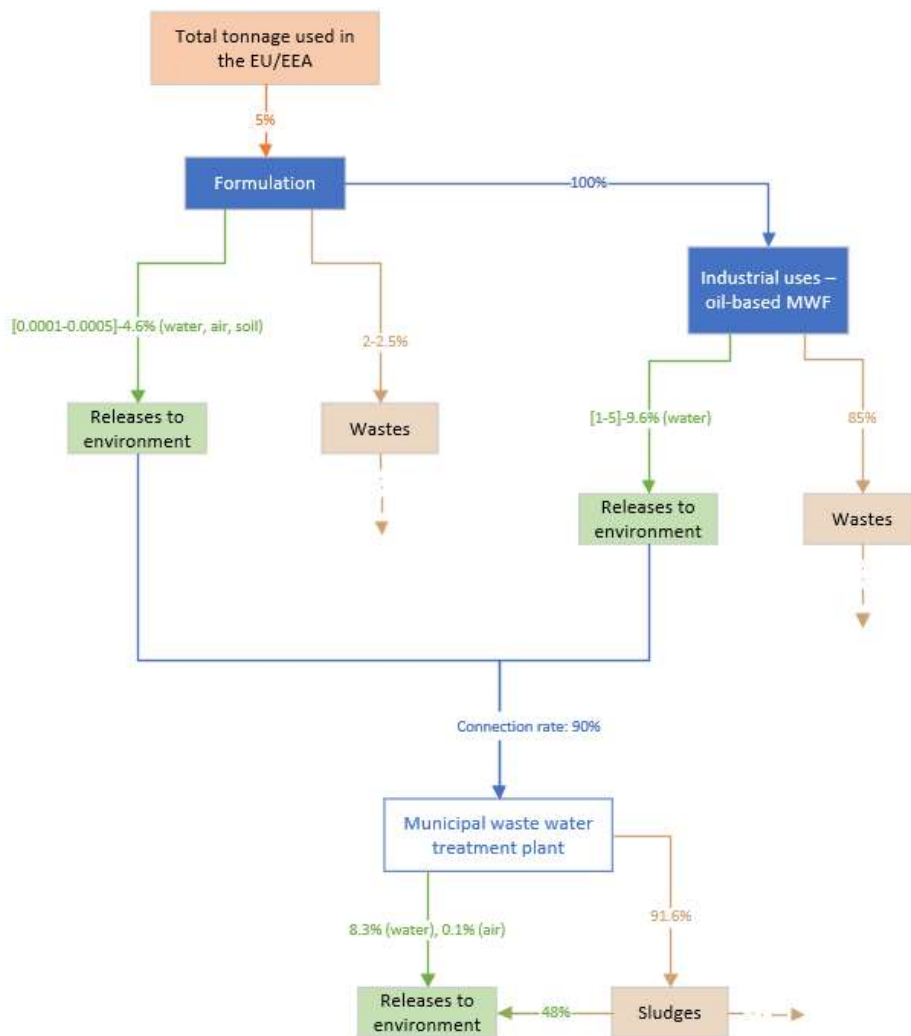 Total tonnage used in
the EU/EEA
5%
Formulation
100%
Industrial uses –
oil-based MWF
[0.0001-0.0005]-4.6% (water, air, soil)
2-2.5%
[1-5]-9.6% (water)
85%
Releases to
environment
Wastes
Releases to
environment
Wastes
Connection rate: 90%
Municipal waste water
treatment plant
8.3% (water), 0.1% (air)
91.6%
Releases to
environment
48%
Sludges